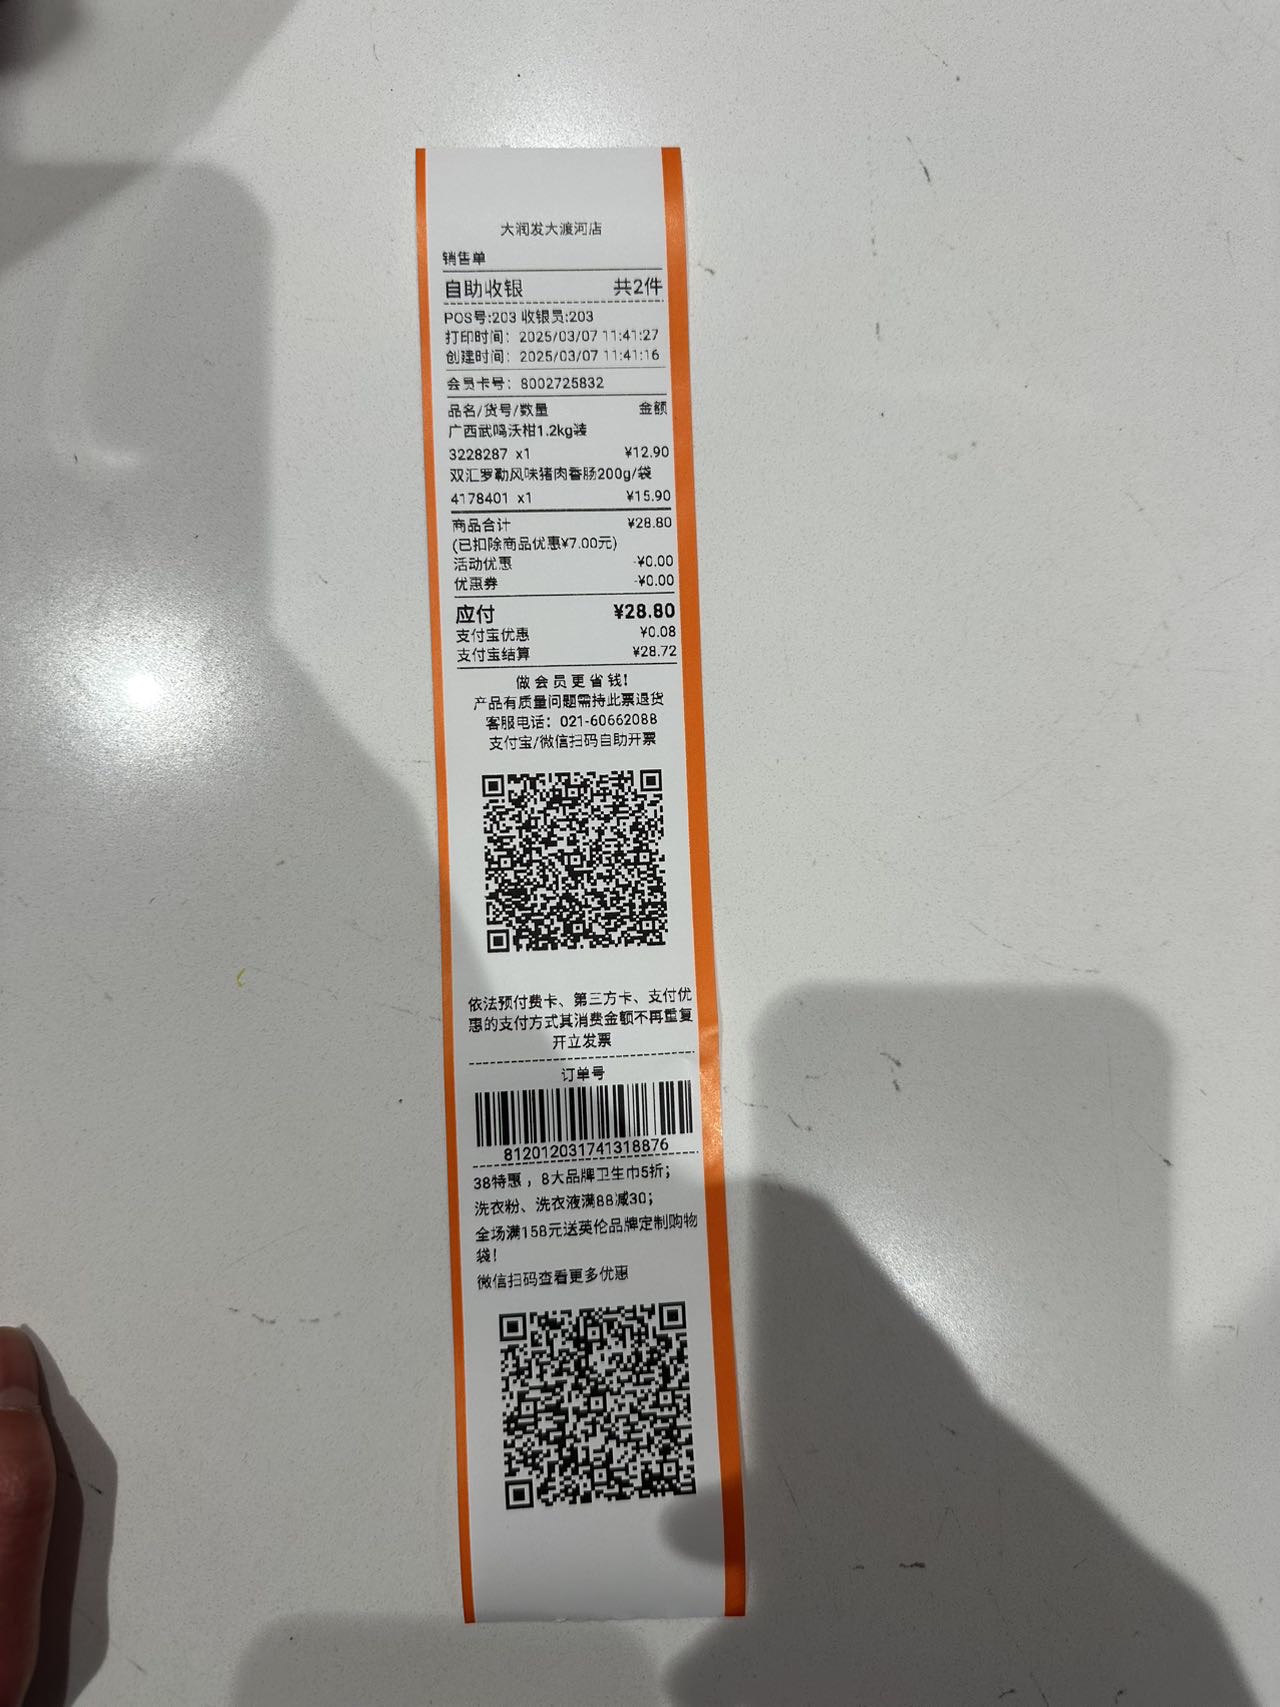 大润发大渡河店
销售单
自助收银 共2件
POS号:203 收银员:203
打印时间: 2025/03/07 11:41:27
创建时间: 2025/03/07 11:41:16
会员卡号: 8002725832
品名/货号/数量 金额
广西武鸣沃柑1.2kg装
3228287 x1 ¥12.90
双汇罗勒风味猪肉香肠200g/袋
4178401 x1 ¥15.90
商品合计 ¥28.80
(已扣除商品优惠¥7.00元)
活动优惠 -¥0.00
优惠券 -¥0.00
应付 ¥28.80
支付宝优惠 ¥0.08
支付宝结算 ¥28.72
做会员更省钱!
产品有质量问题需持此票退货
客服电话: 021-60662088
支付宝/微信扫码自助开票
依法预付费卡、第三方卡、支付优
惠的支付方式其消费金额不再重复
开立发票
订单号
812012031741318876
38特惠，8大品牌卫生巾5折;
洗衣粉、洗衣液满88减30;
全场满158元送英伦品牌定制购物
袋!
微信扫码查看更多优惠